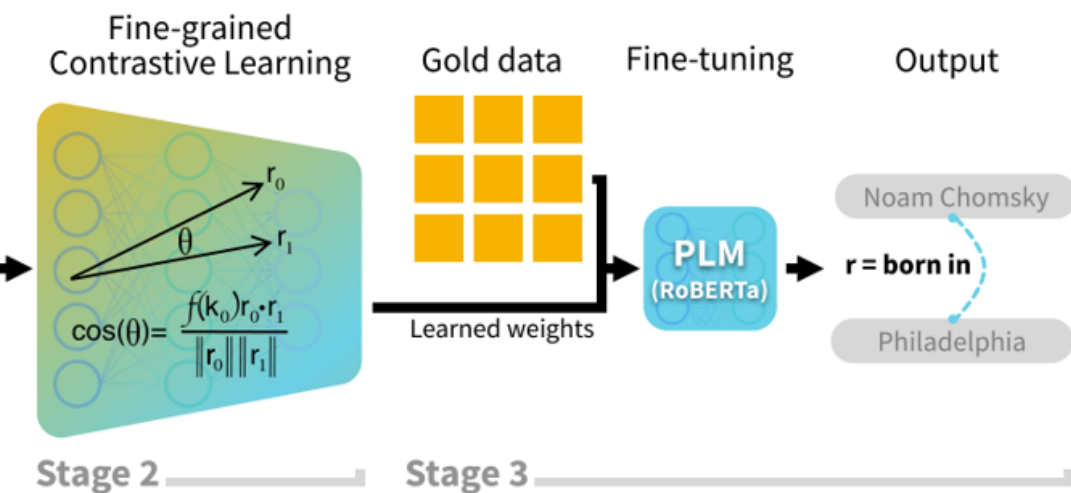 Fine-grained
Contrastive Learning
Gold data
Fine-tuning
Output
r₀
θ
r₁
cos(θ)= f(k₀)r₀·r₁ / ‖r₀‖‖r₁‖
Learned weights
PLM
(RoBERTa)
Noam Chomsky
r = born in
Philadelphia
Stage 2
Stage 3